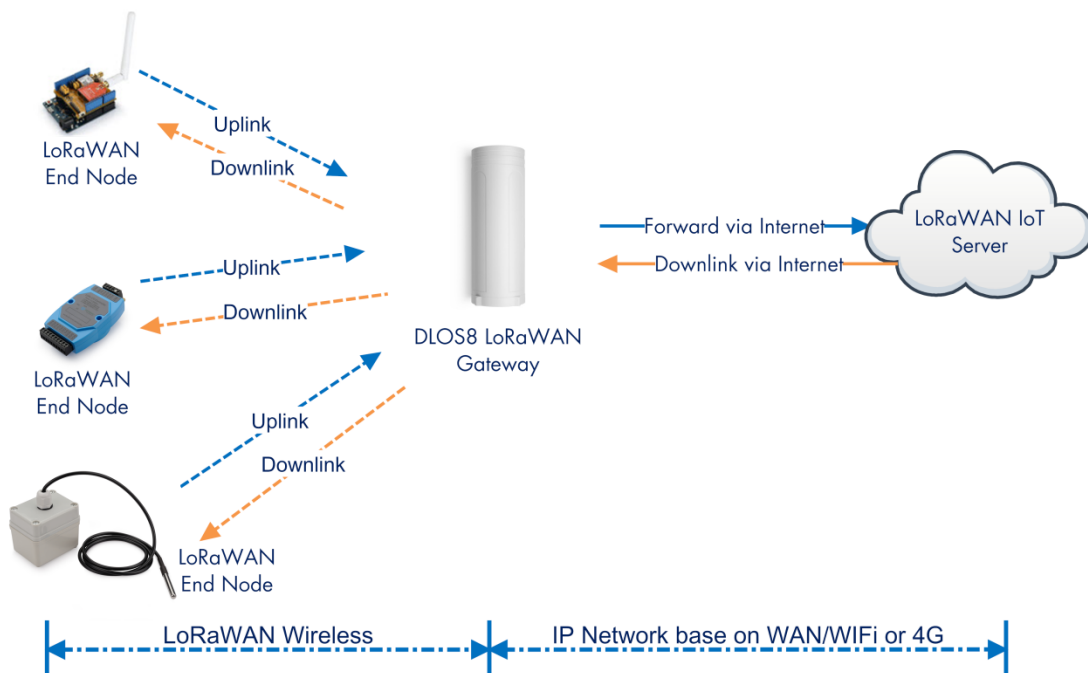 LoRaWAN
End Node
Uplink
Downlink
LoRaWAN
End Node
Uplink
Downlink
LoRaWAN
End Node
Uplink
Downlink
DLOS8 LoRaWAN
Gateway
Forward via Internet
Downlink via Internet
LoRaWAN IoT
Server
LoRaWAN Wireless
IP Network base on WAN/WIFi or 4G